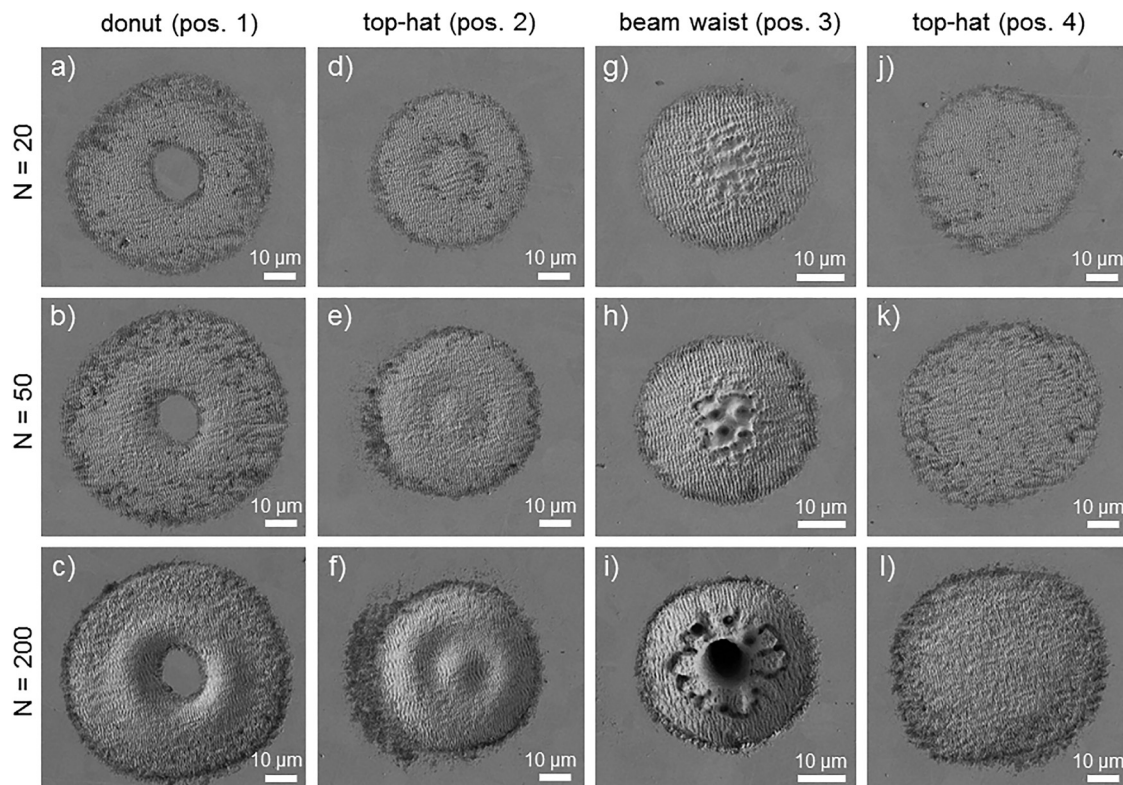 donut (pos. 1) top-hat (pos. 2) beam waist (pos. 3) top-hat (pos. 4)
N = 20
a) d) g) j)
10 µm 10 µm 10 µm 10 µm
N = 50
b) e) h) k)
10 µm 10 µm 10 µm 10 µm
N = 200
c) f) i) l)
10 µm 10 µm 10 µm 10 µm